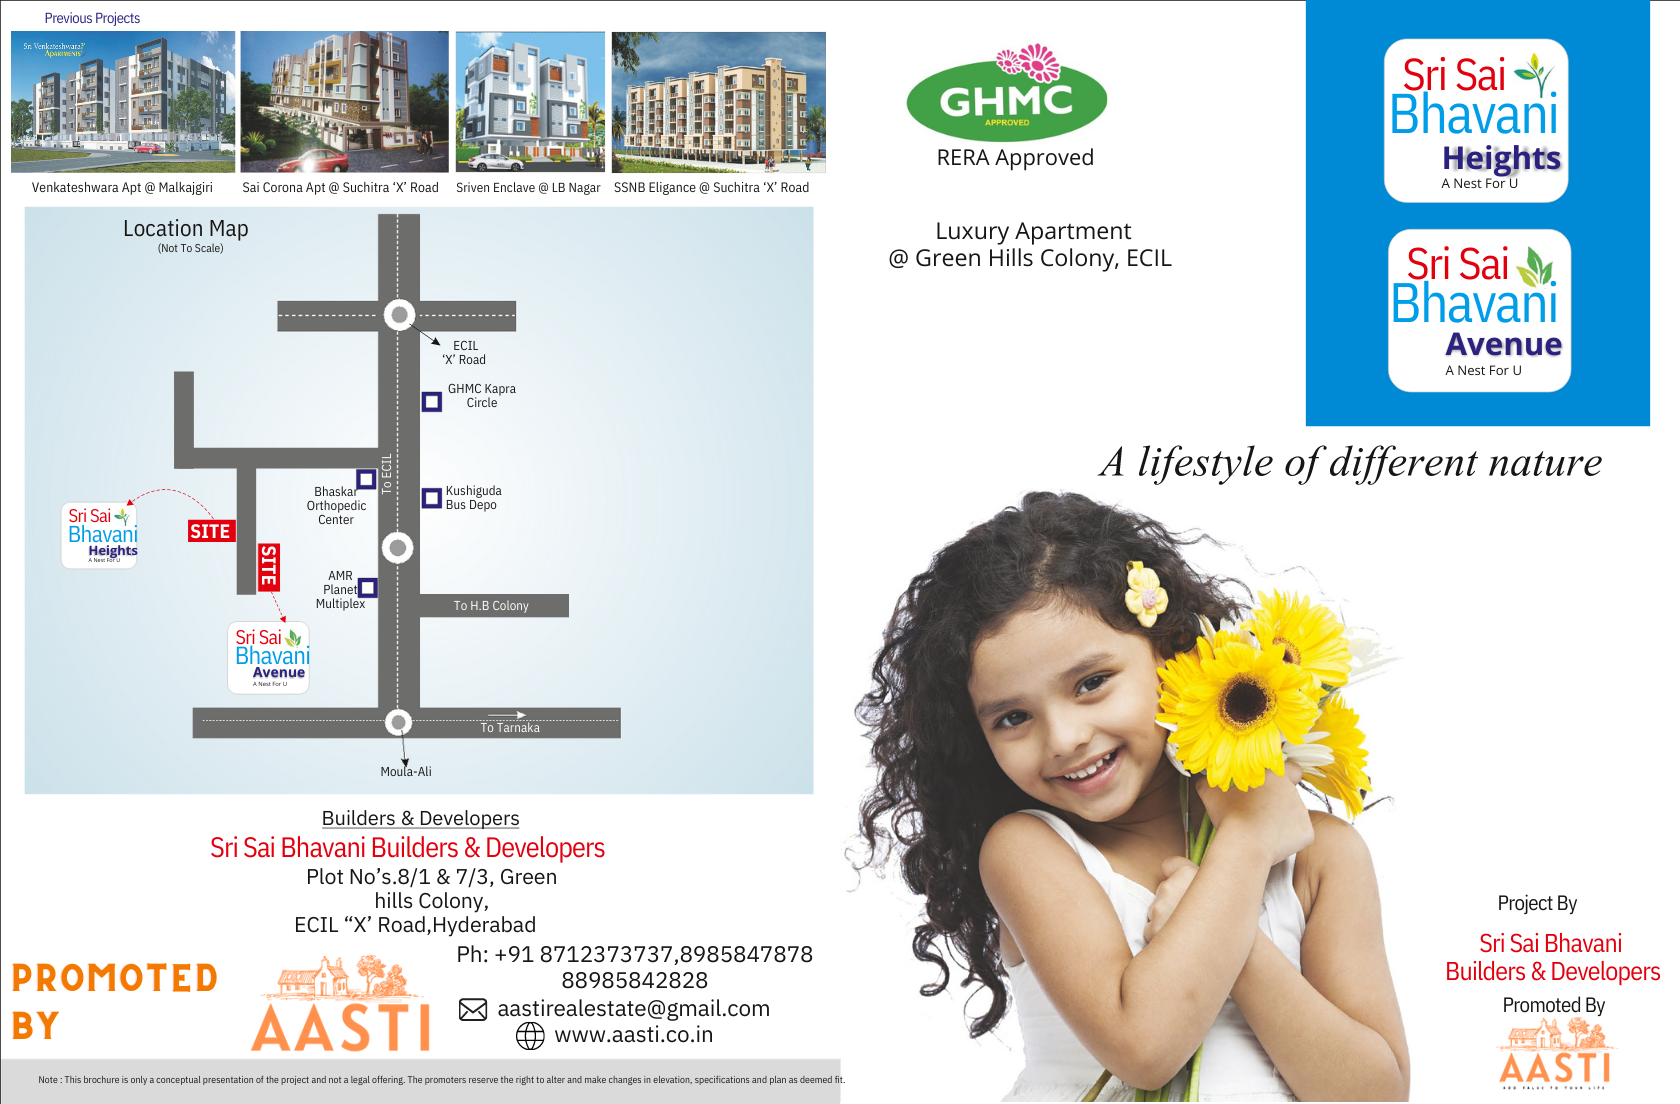 Previous Projects
Sri Venkateshwara
APARTMENTS
Venkateshwara Apt @ Malkajgiri
Sai Corona Apt @ Suchitra ‘X’ Road
Sriven Enclave @ LB Nagar
SSNB Eligance @ Suchitra ‘X’ Road
Location Map
(Not To Scale)
ECIL
‘X’ Road
GHMC Kapra
Circle
To ECIL
Bhaskar
Orthopedic
Center
Kushiguda
Bus Depo
Sri Sai
Bhavani
Heights
A Nest For U
SITE
SITE
AMR
Planet
Multiplex
To H.B Colony
Sri Sai
Bhavani
Avenue
A Nest For U
To Tarnaka
Moula-Ali
Builders & Developers
Sri Sai Bhavani Builders & Developers
Plot No’s.8/1 & 7/3, Green
hills Colony,
ECIL “X’ Road,Hyderabad
Ph: +91 8712373737,8985847878
88985842828
aastirealestate@gmail.com
www.aasti.co.in
PROMOTED
BY
AASTI
Note : This brochure is only a conceptual presentation of the project and not a legal offering. The promoters reserve the right to alter and make changes in elevation, specifications and plan as deemed fit.
GHMC
APPROVED
RERA Approved
Luxury Apartment
@ Green Hills Colony, ECIL
Sri Sai
Bhavani
Heights
A Nest For U
Sri Sai
Bhavani
Avenue
A Nest For U
A lifestyle of different nature
Project By
Sri Sai Bhavani
Builders & Developers
Promoted By
AASTI
ADD VALUE TO YOUR LIFE